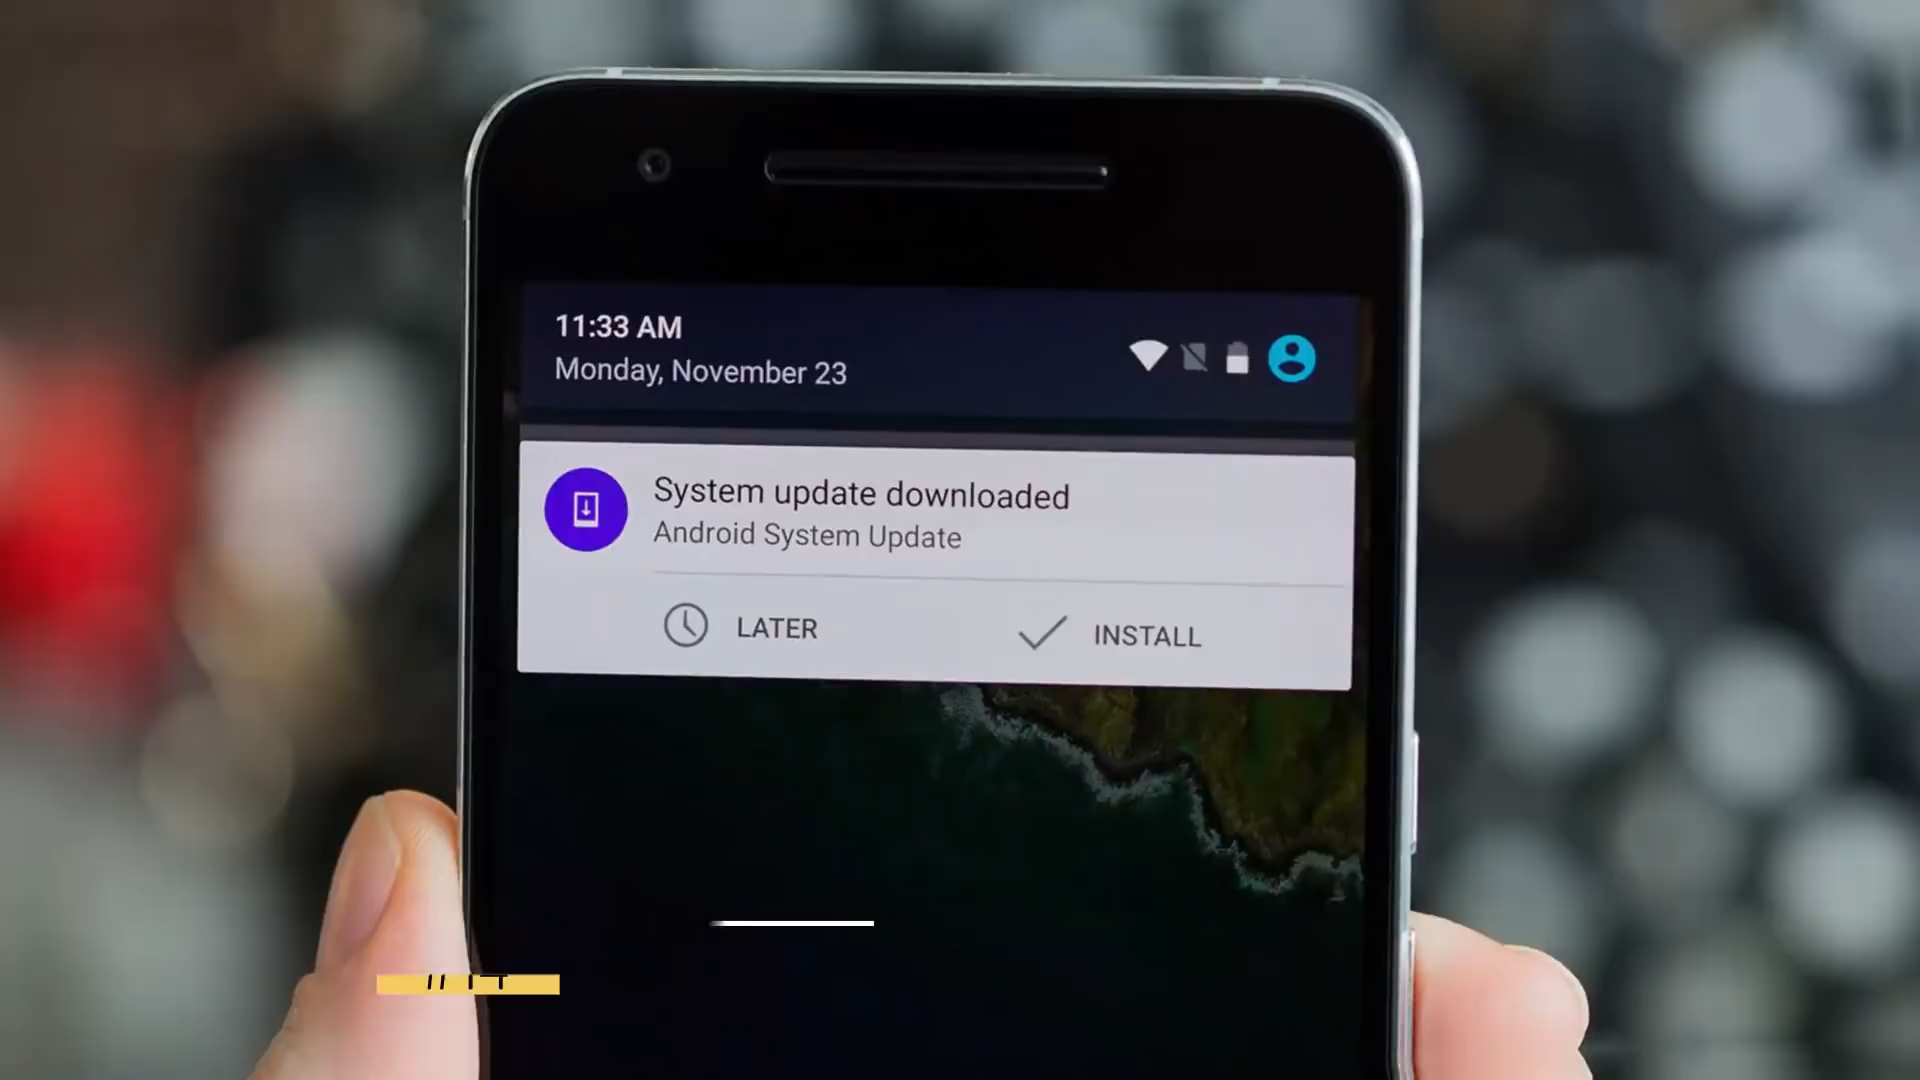 11:33 AM
Monday, November 23
System update downloaded
Android System Update
LATER
INSTALL